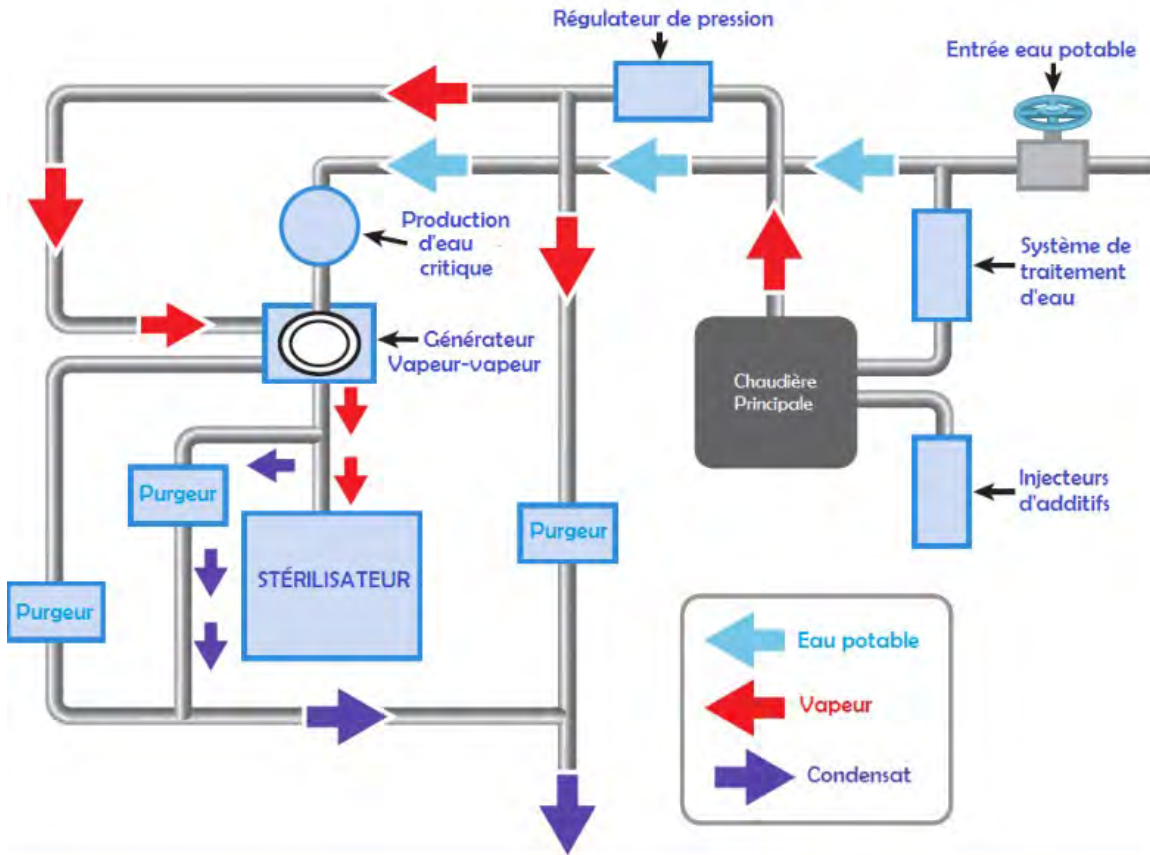 Régulateur de pression
Entrée eau potable
Production
d'eau
critique
Système de
traitement
d'eau
Générateur
Vapeur-vapeur
Chaudière
Principale
Purgeur
Injecteurs
d'additifs
Purgeur
STÉRILISATEUR
Purgeur
Eau potable
Vapeur
Condensat